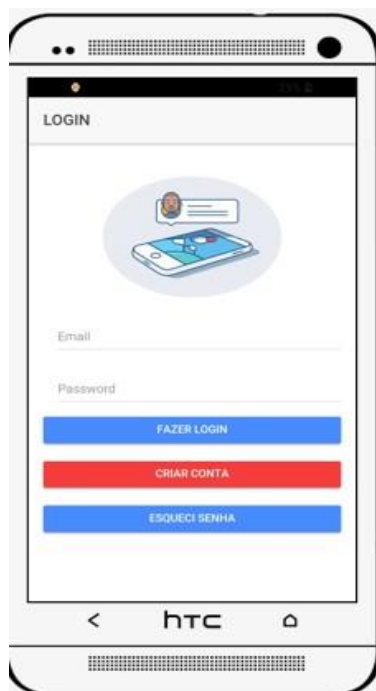 LOGIN
Email
Password
FAZER LOGIN
CRIAR CONTA
ESQUECI SENHA
hTC